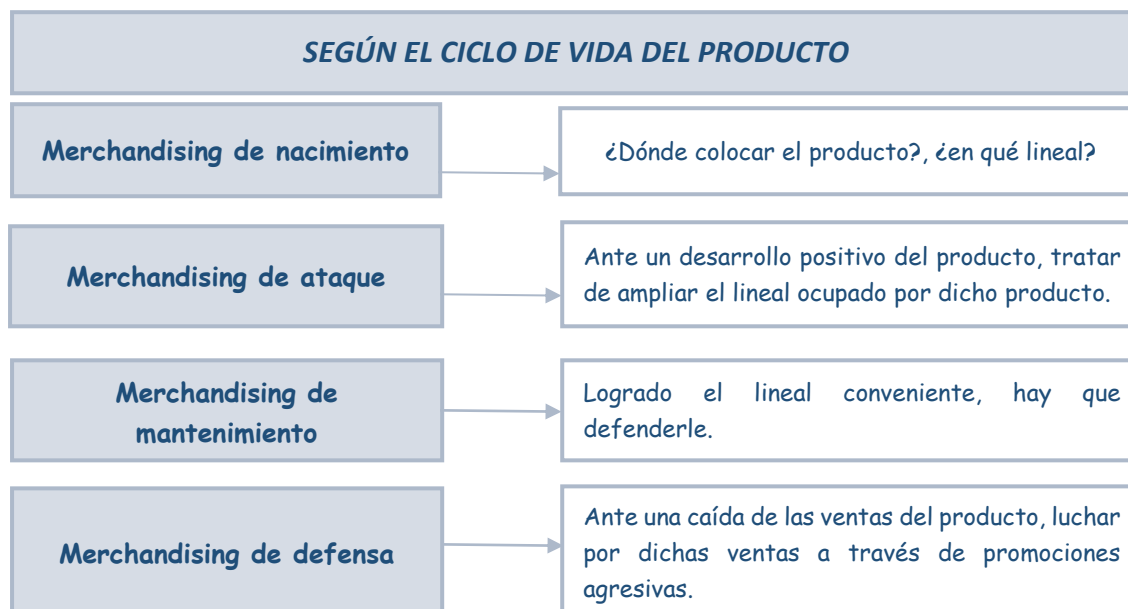 SEGÚN EL CICLO DE VIDA DEL PRODUCTO
Merchandising de nacimiento
¿Dónde colocar el producto?, ¿en qué lineal?
Merchandising de ataque
Ante un desarrollo positivo del producto, tratar
de ampliar el lineal ocupado por dicho producto.
Merchandising de
mantenimiento
Logrado el lineal conveniente, hay que
defenderle.
Merchandising de defensa
Ante una caída de las ventas del producto, luchar
por dichas ventas a través de promociones
agresivas.